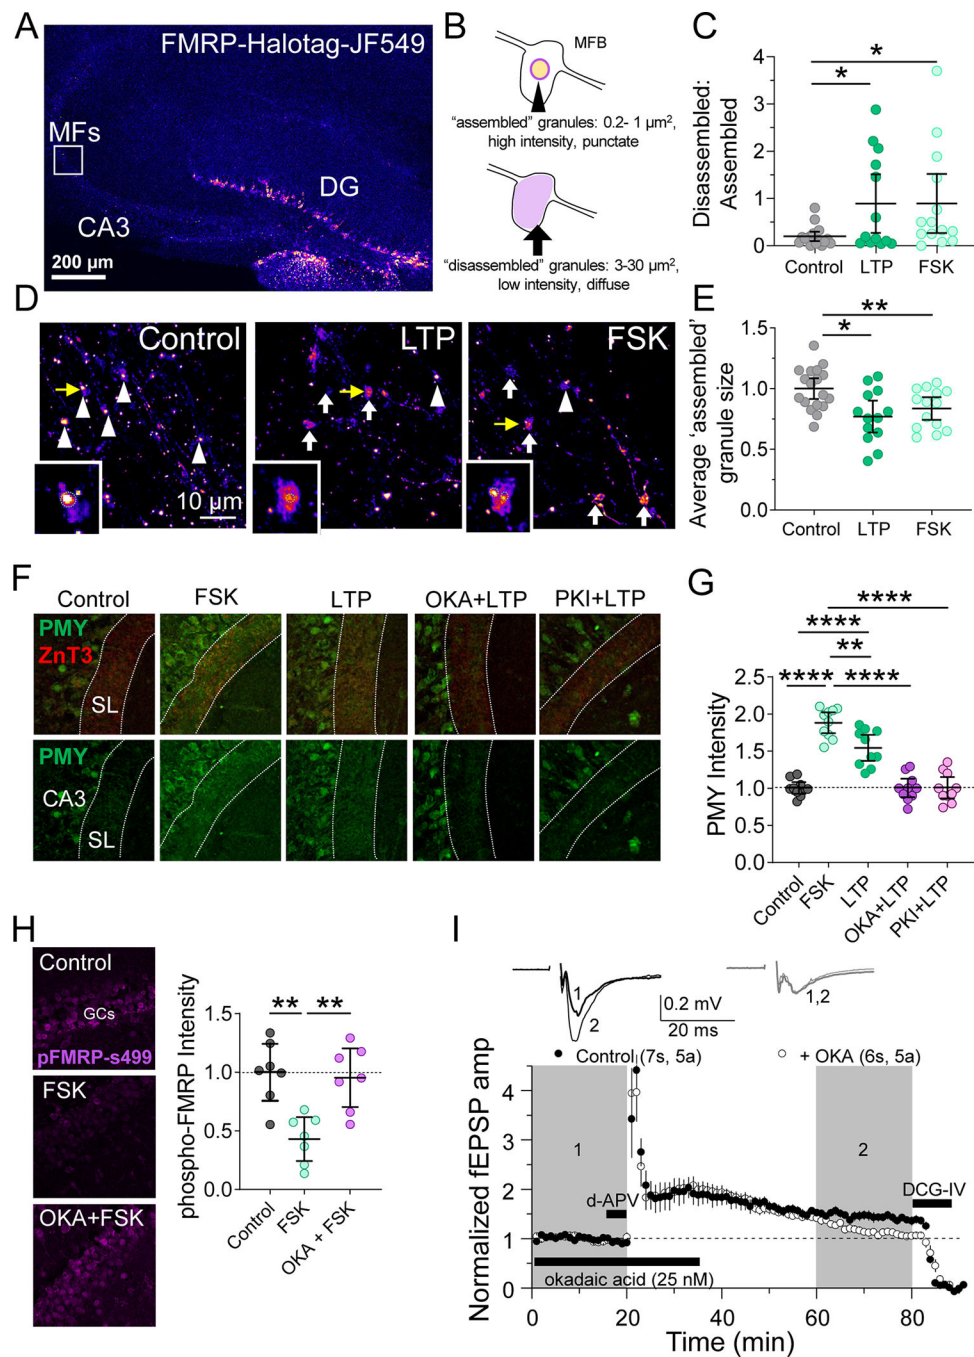 A
FMRP-Halotag-JF549
MFs
DG
CA3
200 µm
B
MFB
“assembled” granules: 0.2- 1 µm²,
high intensity, punctate
“disassembled” granules: 3-30 µm²,
low intensity, diffuse
C
Disassembled:
Assembled
*
*
4
3
2
1
0
Control
LTP
FSK
D
Control
LTP
FSK
10 µm
E
Average ‘assembled’
granule size
**
*
1.5
1.0
0.5
0.0
Control
LTP
FSK
F
Control
FSK
LTP
OKA+LTP
PKI+LTP
PMY
ZnT3
SL
PMY
CA3
SL
G
PMY Intensity
****
****
**
****
****
2.5
2.0
1.5
1.0
0.5
0.0
Control
FSK
LTP
OKA+LTP
PKI+LTP
H
Control
GCs
pFMRP-s499
FSK
OKA+FSK
phospho-FMRP Intensity
**
**
1.5
1.0
0.5
0.0
Control
FSK
OKA + FSK
I
1
2
0.2 mV
20 ms
1,2
Control (7s, 5a)
+ OKA (6s, 5a)
Normalized fEPSP amp
4
2
1
0
1
2
d-APV
DCG-IV
okadaic acid (25 nM)
0
20
40
60
80
Time (min)